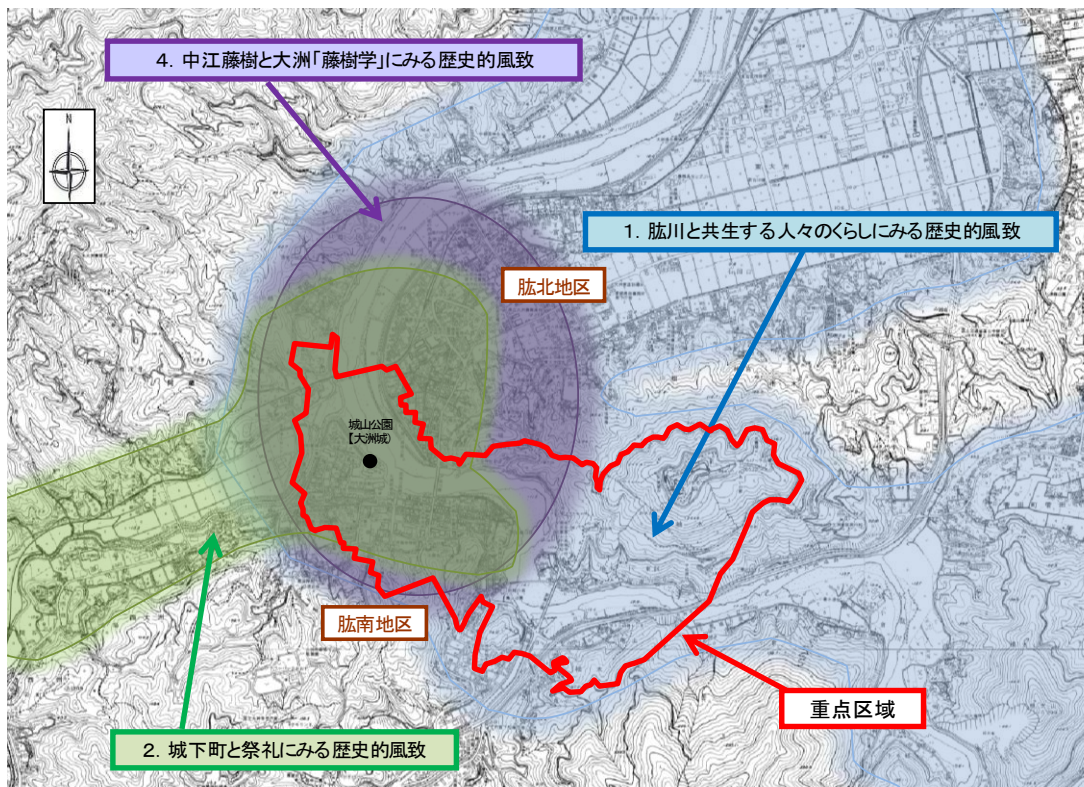 4．中江藤樹と大洲「藤樹学」にみる歴史的風致
N
1．肱川と共生する人々のくらしにみる歴史的風致
肱北地区
城山公園
【大洲城】
肱南地区
重点区域
2．城下町と祭礼にみる歴史的風致